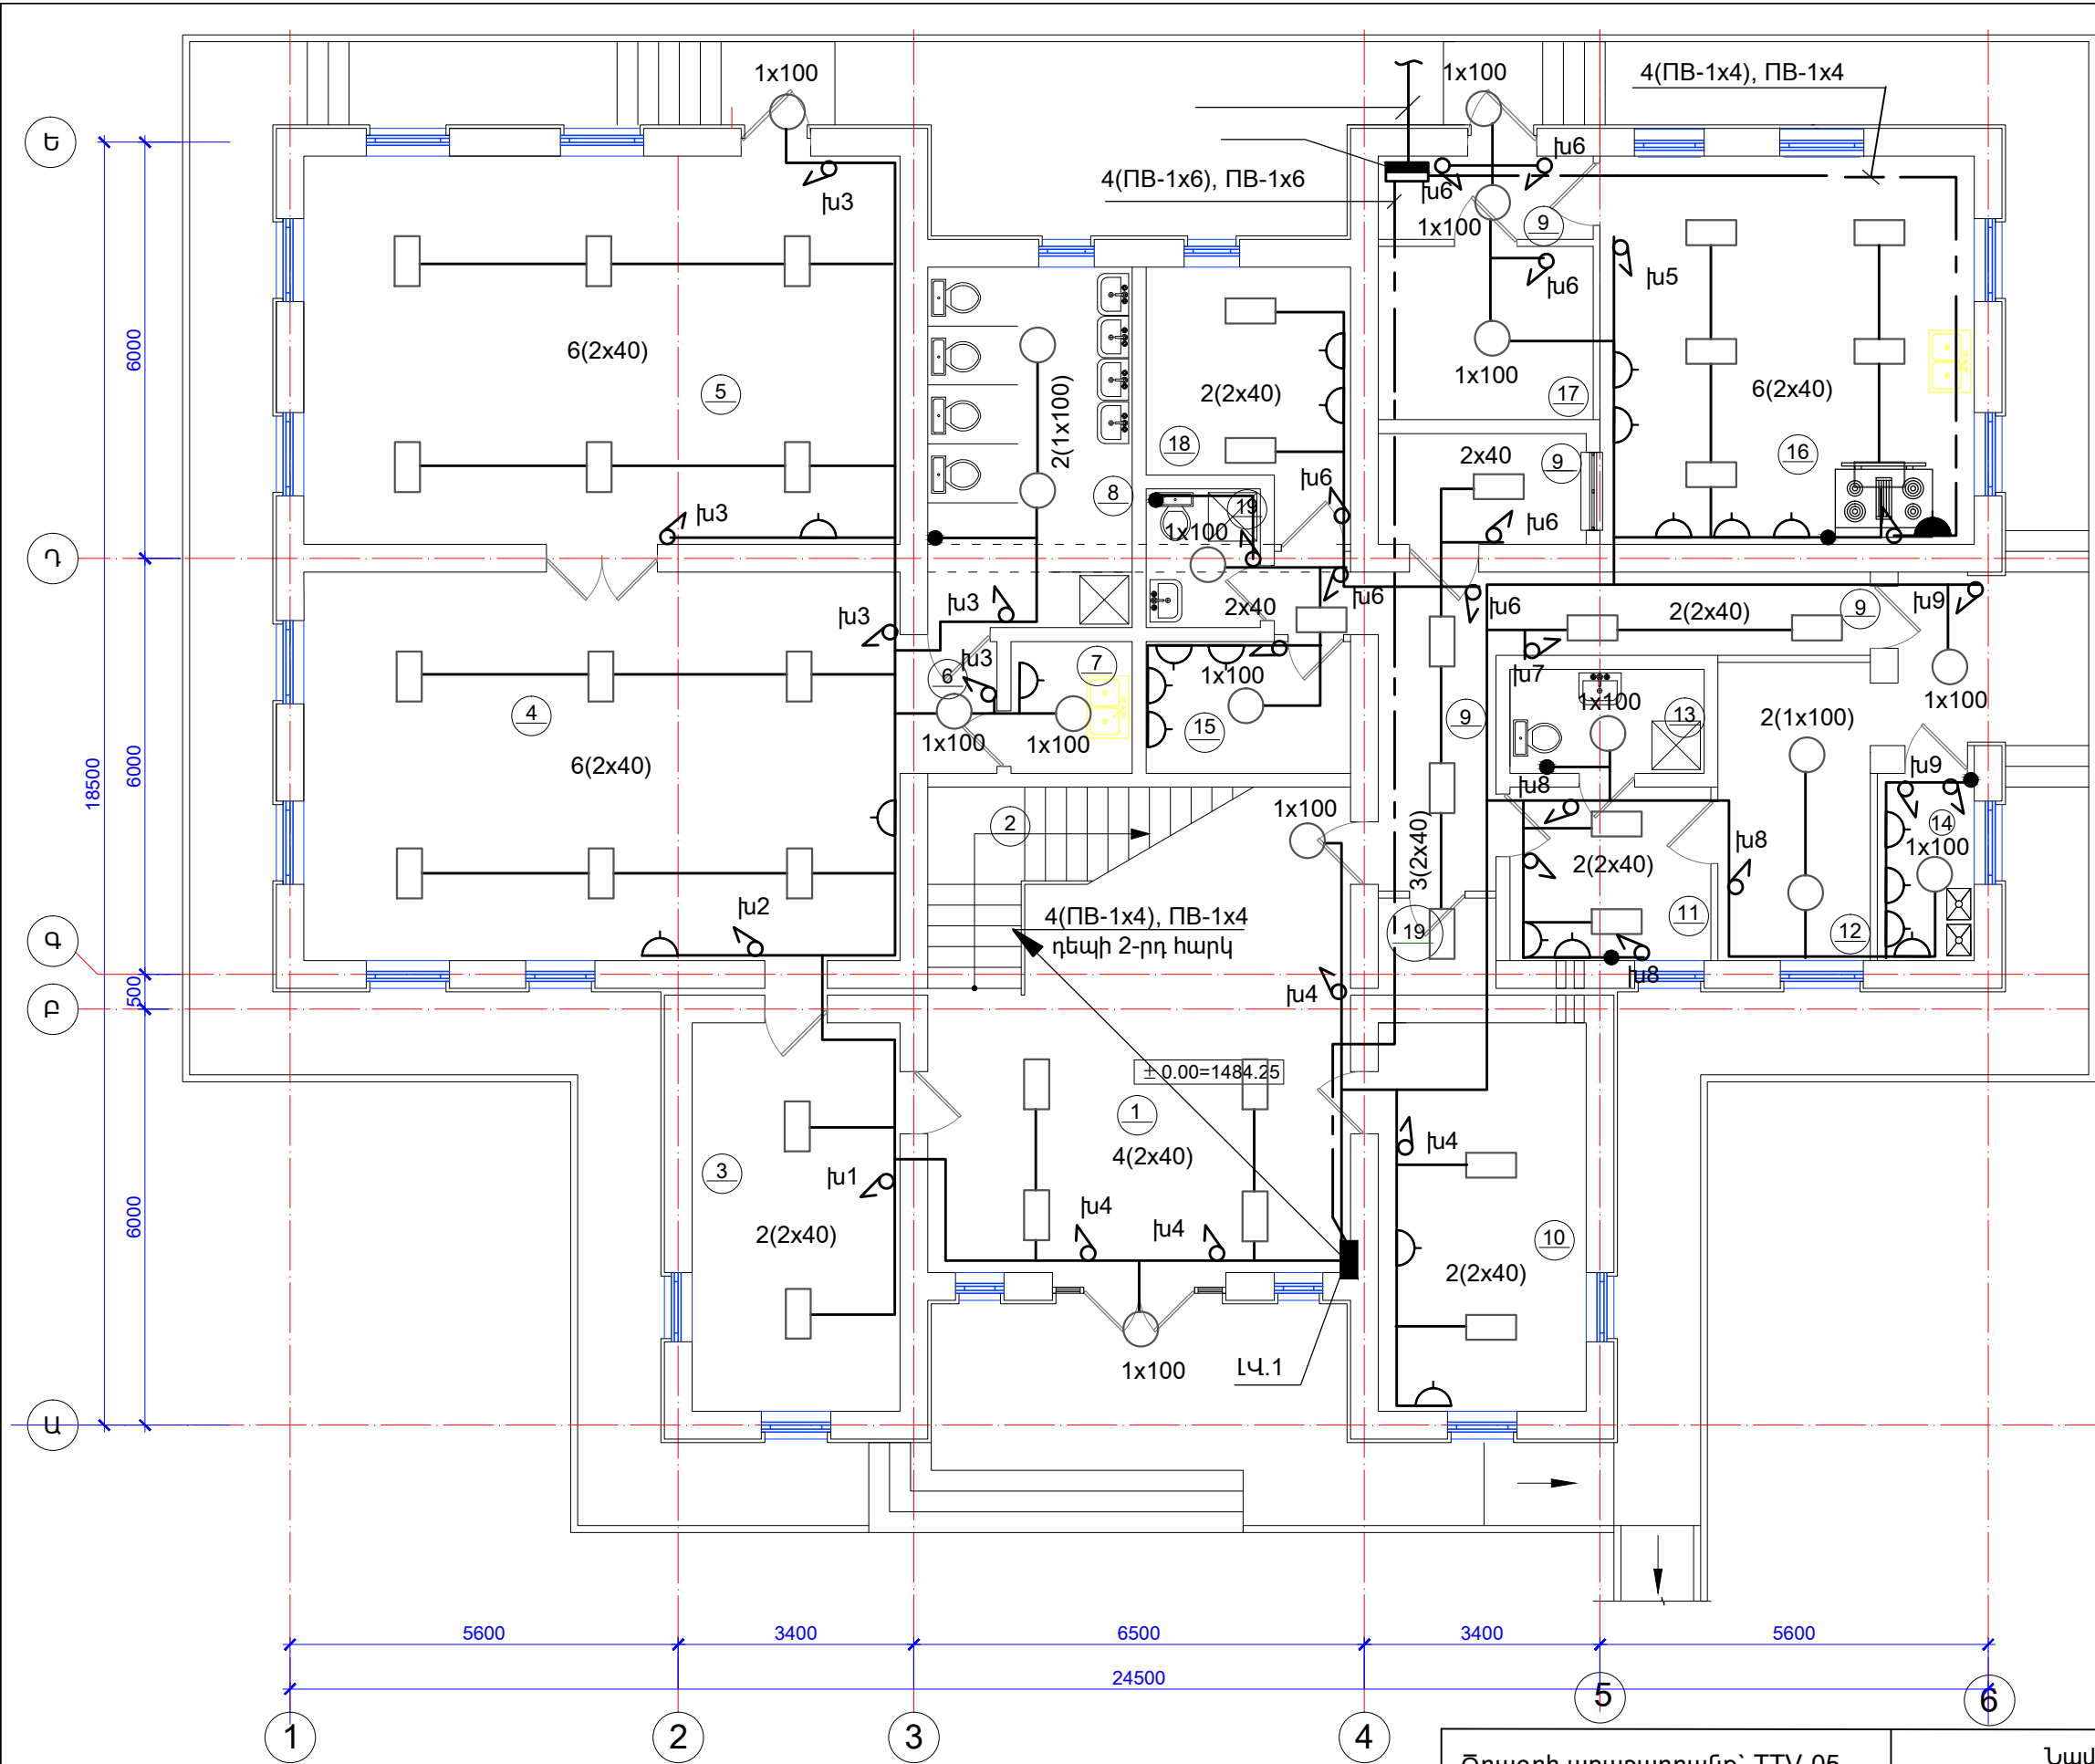 1x100
1x100
4(ПВ-1x4), ПВ-1x4
Ե
խ3
խ6
4(ПВ-1x6), ПВ-1x6
խ6
1x100
9
խ5
խ6
6000
6(2x40)
5
2(1x100)
2(2x40)
1x100
17
6(2x40)
18
2x40
9
16
8
խ6
19
խ3
խ6
1x100
Դ
խ3
խ3
2x40
խ6
խ6
2(2x40)
9
խ9
խ3
7
6
1x100
խ7
1x100
13
1x100
4
15
9
2(1x100)
1x100
1x100
6(2x40)
18500
6000
խ9
խ8
1x100
2
14
1x100
3(2x40)
խ8
2(2x40)
խ2
4(ПВ-1x4), ПВ-1x4
դեպի 2-րդ հարկ
19
11
12
Գ
խ8
500
խ4
Բ
± 0.00=1484.25
1
խ4
4(2x40)
3
խ1
6000
խ4
խ4
2(2x40)
10
2(2x40)
1x100
ԼՎ.1
Ա
5600
3400
6500
3400
5600
24500
1
2
3
4
5
6